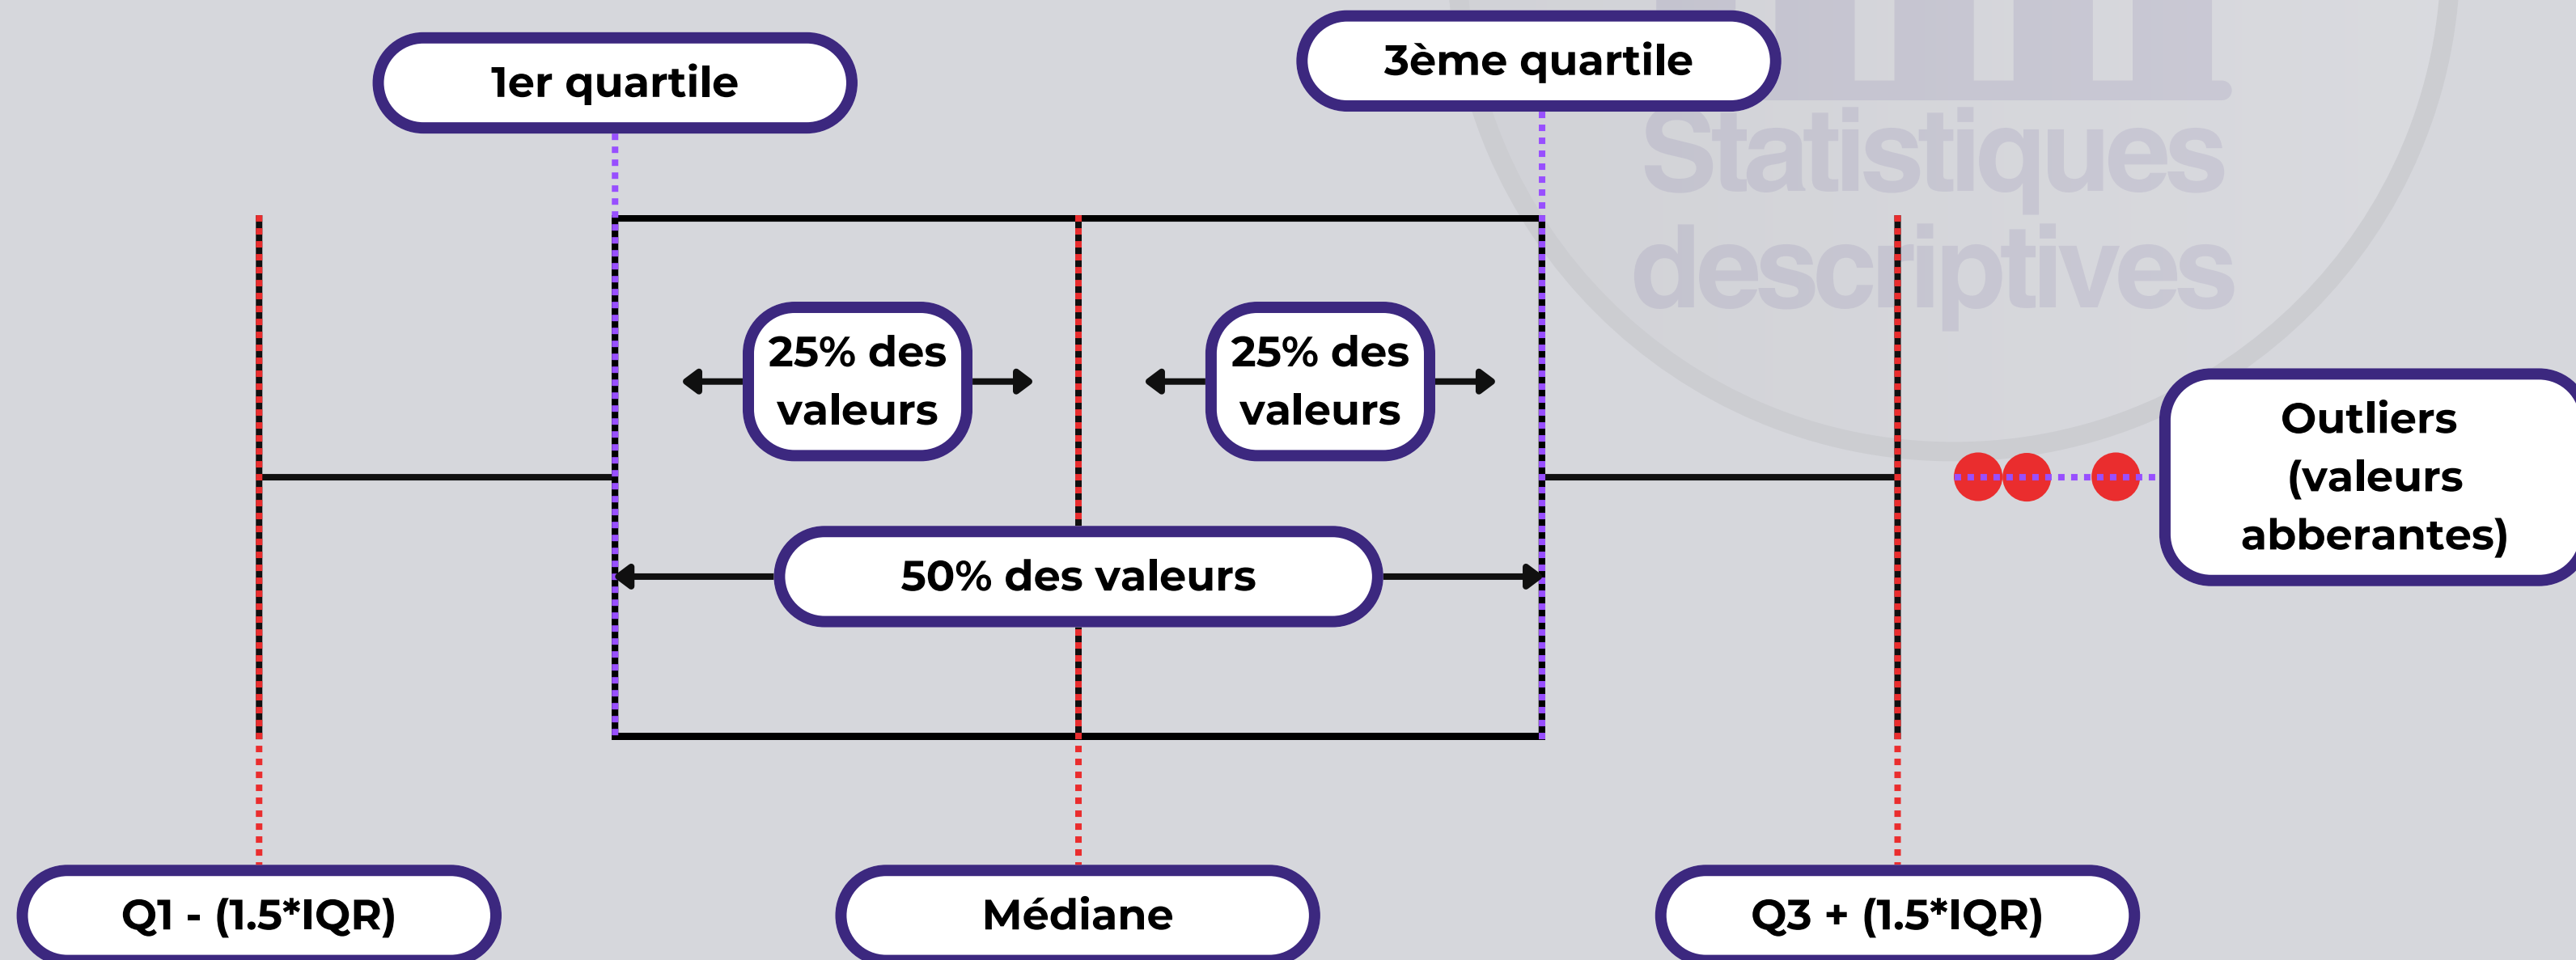 1er quartile
3ème quartile
Statistiques
descriptives
25% des
valeurs
25% des
valeurs
Outliers
(valeurs
abberantes)
50% des valeurs
Q1 - (1.5*IQR)
Médiane
Q3 + (1.5*IQR)